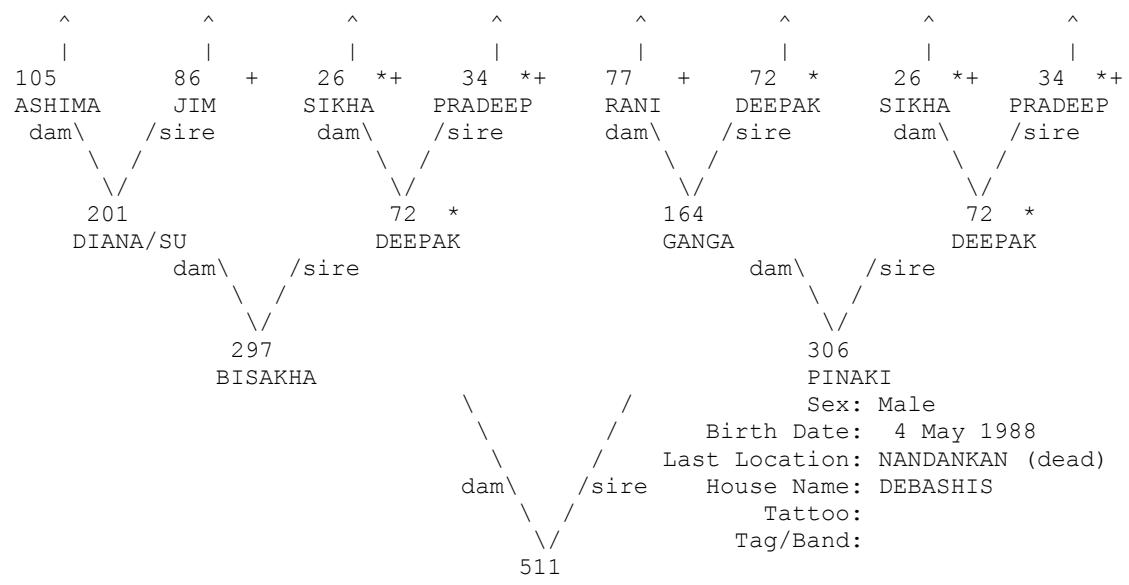 ^ ^ ^ ^ ^ ^ ^ ^
| | | | | | | |
105 86 + 26 *+ 34 *+ 77 + 72 * 26 *+ 34 *+
ASHIMA JIM SIKHA PRADEEP RANI DEEPAK SIKHA PRADEEP
dam\ /sire dam\ /sire dam\ /sire dam\ /sire
\ / \ / \ / \ /
\/ \/ \/ \/
201 72 * 164 72 *
DIANA/SU DEEPAK GANGA DEEPAK
dam\ /sire dam\ /sire
\ / \ /
\/ \/
297 306
BISAKHA PINAKI
\ / Sex: Male
\ / Birth Date: 4 May 1988
\ / Last Location: NANDANKAN (dead)
dam\ /sire House Name: DEBASHIS
\ / Tattoo:
\/ Tag/Band:
511